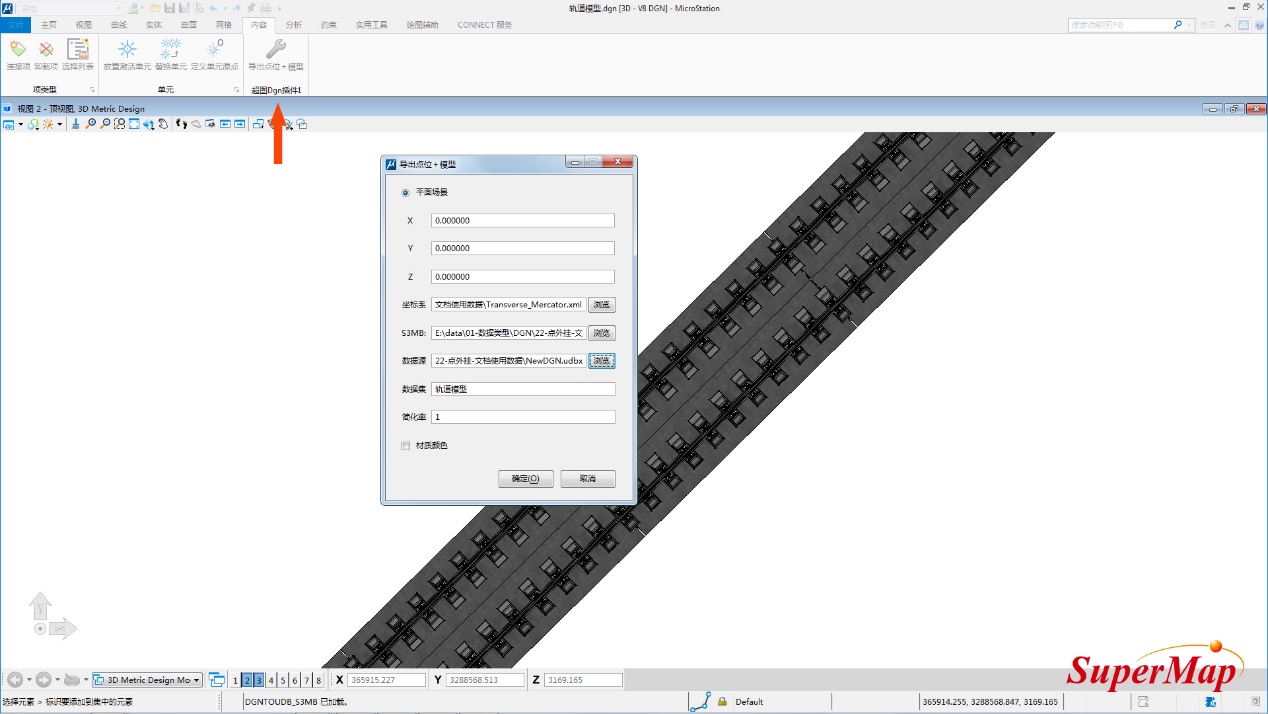 轨道模型.dgn [3D - V8 DGN] - MicroStation
文件 主页 视图 曲线 实体 曲面 网格 内容 分析 实用工具 约束 绘图辅助 CONNECT 服务
搜索功能区(F4) 登录
连接项 卸载项 选择列表 放置激活单元 替换单元 定义单元原点 导出点位+模型
项类型 单元 超图Dgn插件1
视图 2 - 顶视图, 3D Metric Design
导出点位+模型
平面场景
X 0.000000
Y 0.000000
Z 0.000000
坐标系 文档使用数据\Transverse_Mercator.xml 浏览
S3MB: E:\data\01-数据类型\DGN\22-点外挂-文 浏览
数据源 22-点外挂-文档使用数据\NewDGN.udbx 浏览
数据集 轨道模型
简化率 1
材质颜色
确定(O) 取消
Y
X
SuperMap
3D Metric Design Mo 1 2 3 4 5 6 7 8 X 365915.227 Y 3288568.513 Z 3169.165
选择元素 > 标识要添加到集中的元素 DGNTOUDB_S3MB 已加载。 Default 365914.255, 3288568.847, 3169.165